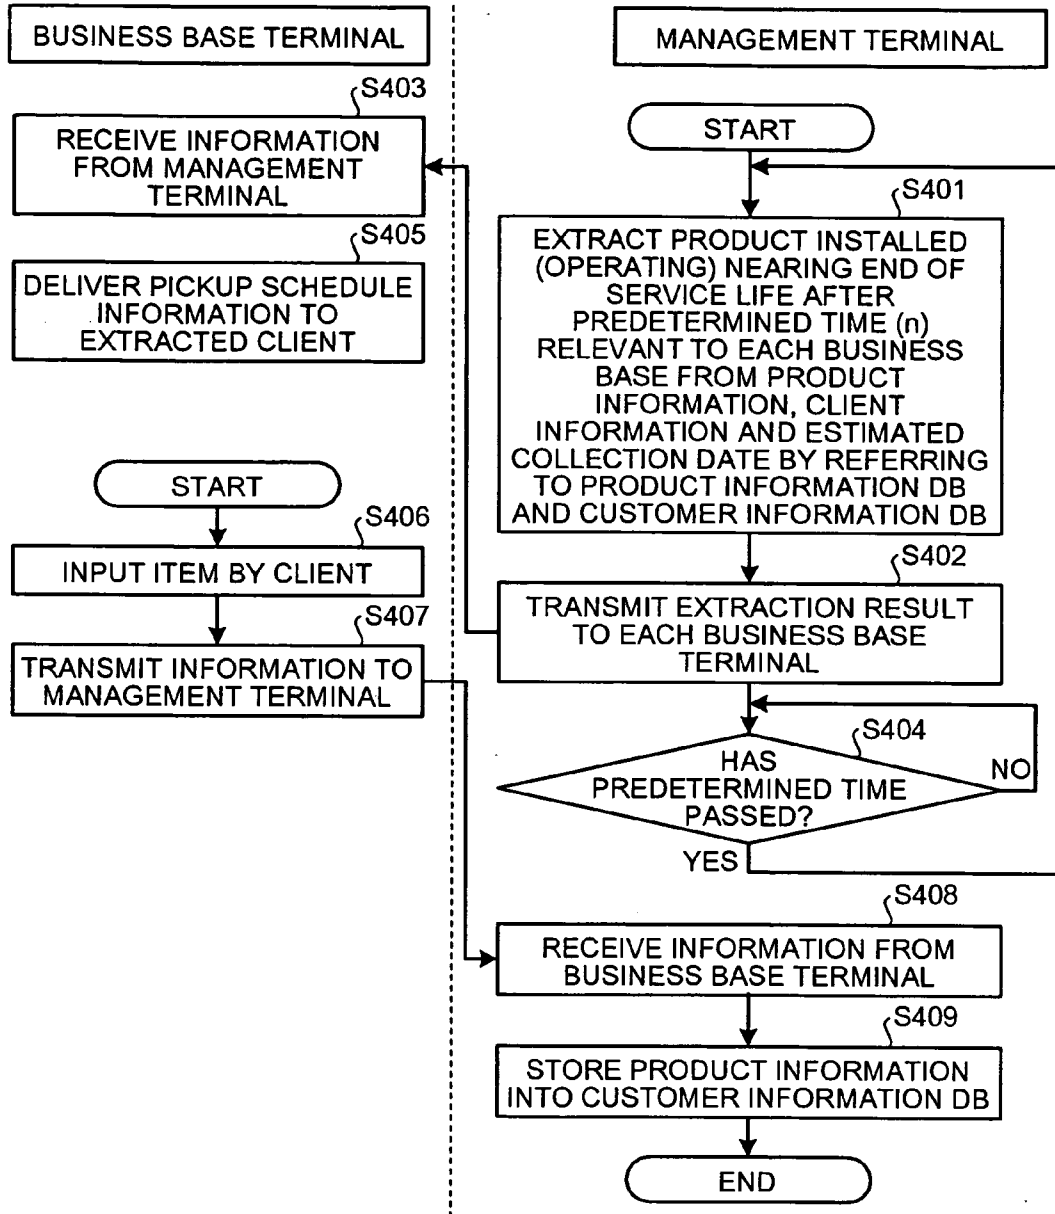 BUSINESS BASE TERMINAL
S403
RECEIVE INFORMATION
FROM MANAGEMENT
TERMINAL
S405
DELIVER PICKUP SCHEDULE
INFORMATION TO
EXTRACTED CLIENT
START
S406
INPUT ITEM BY CLIENT
S407
TRANSMIT INFORMATION TO
MANAGEMENT TERMINAL
MANAGEMENT TERMINAL
START
S401
EXTRACT PRODUCT INSTALLED
(OPERATING) NEARING END OF
SERVICE LIFE AFTER
PREDETERMINED TIME (n)
RELEVANT TO EACH BUSINESS
BASE FROM PRODUCT
INFORMATION, CLIENT
INFORMATION AND ESTIMATED
COLLECTION DATE BY REFERRING
TO PRODUCT INFORMATION DB
AND CUSTOMER INFORMATION DB
S402
TRANSMIT EXTRACTION RESULT
TO EACH BUSINESS BASE
TERMINAL
S404
HAS
PREDETERMINED TIME
PASSED?
NO
YES
S408
RECEIVE INFORMATION FROM
BUSINESS BASE TERMINAL
S409
STORE PRODUCT INFORMATION
INTO CUSTOMER INFORMATION DB
END